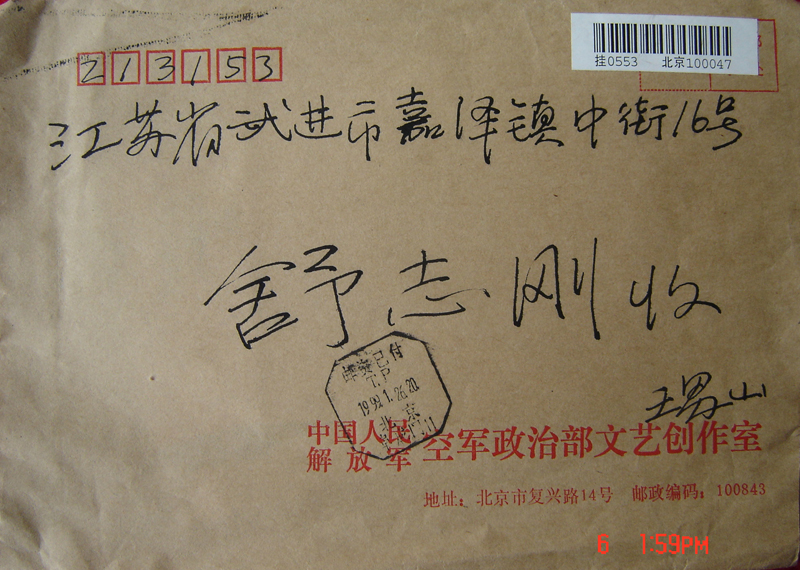 挂0553 北京100047
213153
江苏省武进市嘉泽镇中街16号
舒志刚收
邮资已付
T.P
1999.1.26.20
北京
王界山
中国人民解放军 空军政治部文艺创作室
地址：北京市复兴路14号 邮政编码：100843
6 1:59PM